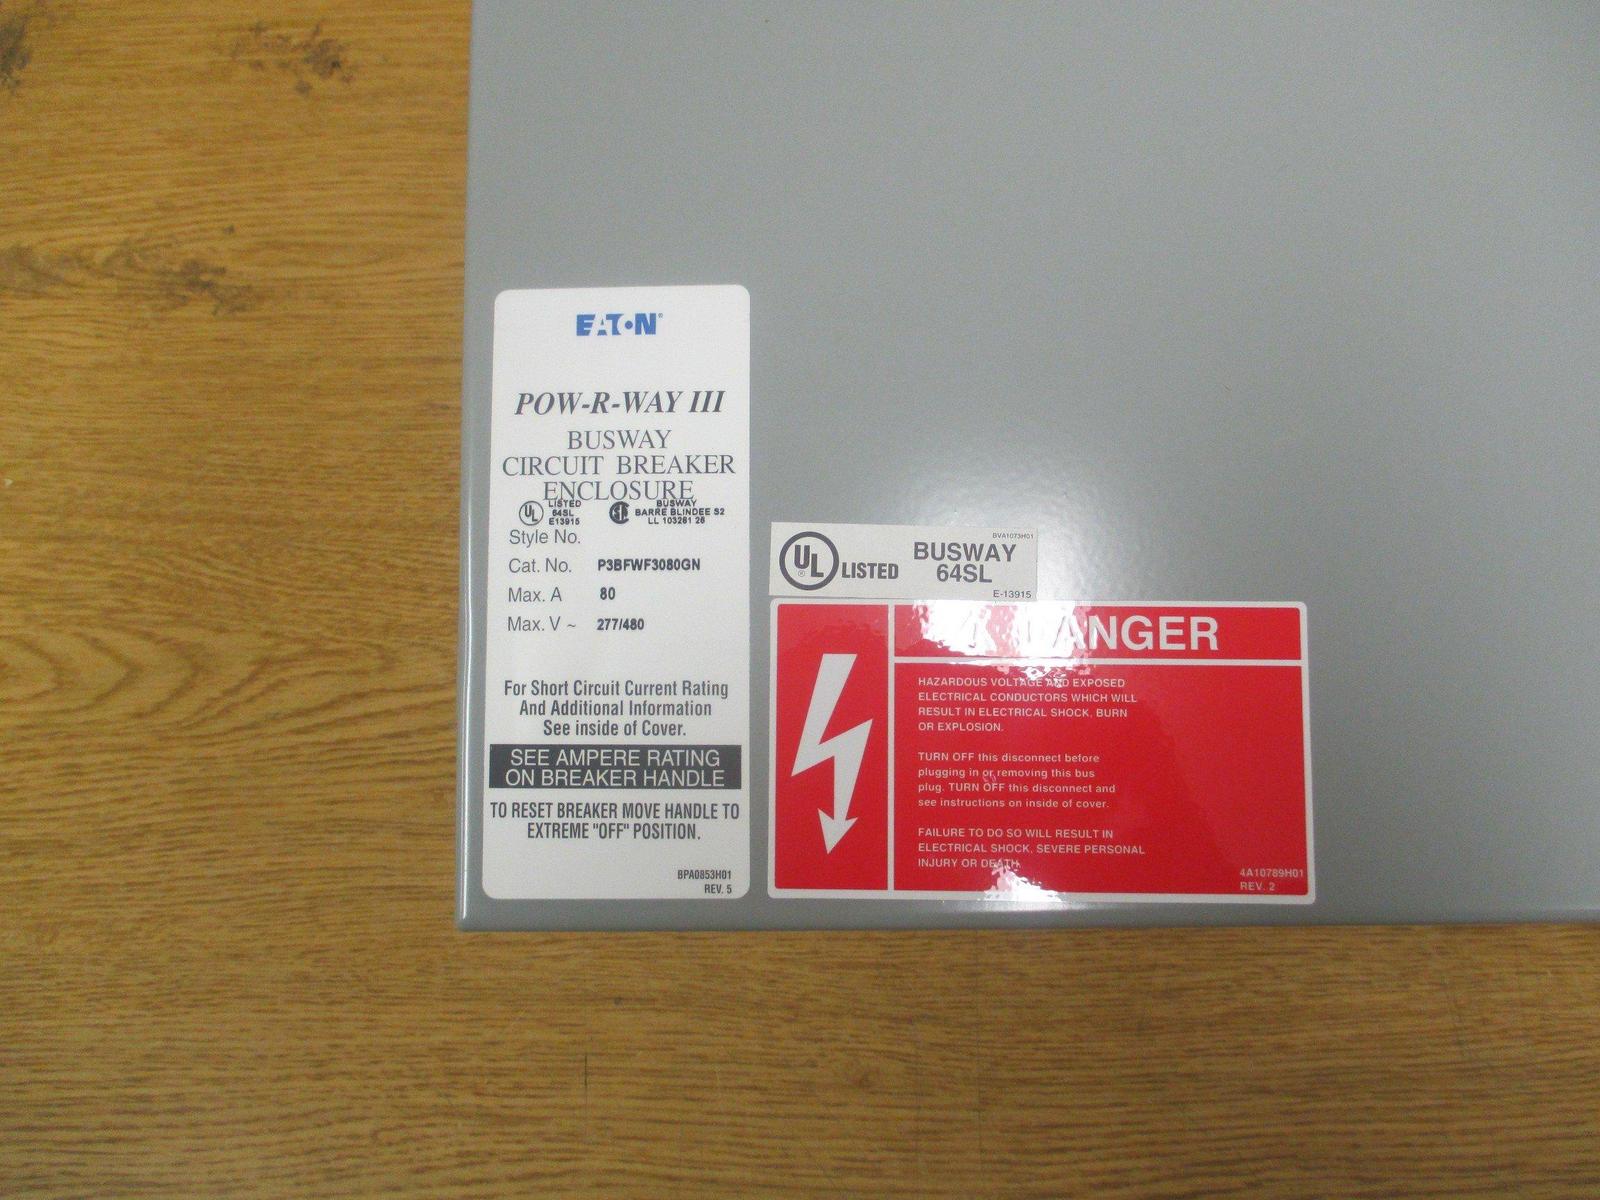 EATON®
POW-R-WAY III
BUSWAY
CIRCUIT BREAKER
ENCLOSURE
UL LISTED
64SL
E13915
BUSWAY
BARRE BLINDEE S2
LL 103281 26
Style No.
Cat. No. P3BFWF3080GN
Max. A 80
Max. V ~ 277/480
For Short Circuit Current Rating
And Additional Information
See inside of Cover.
SEE AMPERE RATING
ON BREAKER HANDLE
TO RESET BREAKER MOVE HANDLE TO
EXTREME "OFF" POSITION.
BPA0853H01
REV. 5
BVA1073H01
UL ® LISTED
BUSWAY
64SL
E-13915
DANGER
HAZARDOUS VOLTAGE AND EXPOSED
ELECTRICAL CONDUCTORS WHICH WILL
RESULT IN ELECTRICAL SHOCK, BURN
OR EXPLOSION.
TURN OFF this disconnect before
plugging in or removing this bus
plug. TURN OFF this disconnect and
see instructions on inside of cover.
FAILURE TO DO SO WILL RESULT IN
ELECTRICAL SHOCK, SEVERE PERSONAL
INJURY OR DEATH.
4A10789H01
REV. 2